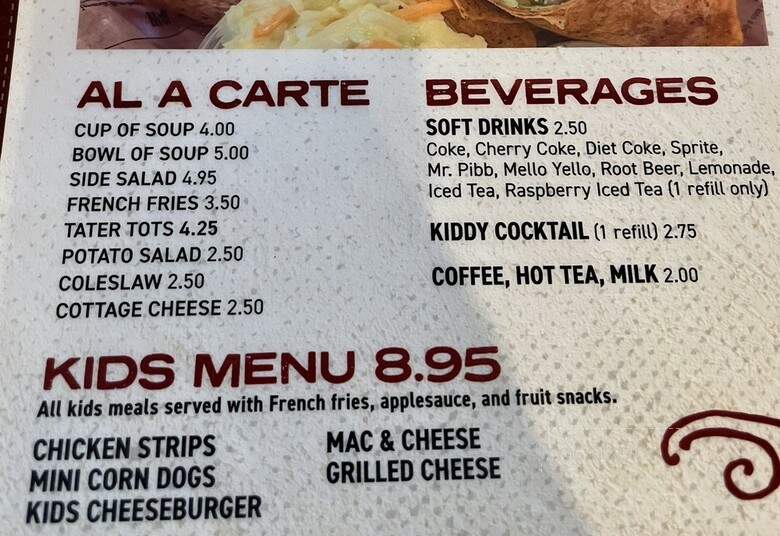 AL A CARTE
CUP OF SOUP 4.00
BOWL OF SOUP 5.00
SIDE SALAD 4.95
FRENCH FRIES 3.50
TATER TOTS 4.25
POTATO SALAD 2.50
COLESLAW 2.50
COTTAGE CHEESE 2.50
BEVERAGES
SOFT DRINKS 2.50
Coke, Cherry Coke, Diet Coke, Sprite,
Mr. Pibb, Mello Yello, Root Beer, Lemonade,
Iced Tea, Raspberry Iced Tea (1 refill only)
KIDDY COCKTAIL (1 refill) 2.75
COFFEE, HOT TEA, MILK 2.00
KIDS MENU 8.95
All kids meals served with French fries, applesauce, and fruit snacks.
CHICKEN STRIPS
MINI CORN DOGS
KIDS CHEESEBURGER
MAC & CHEESE
GRILLED CHEESE